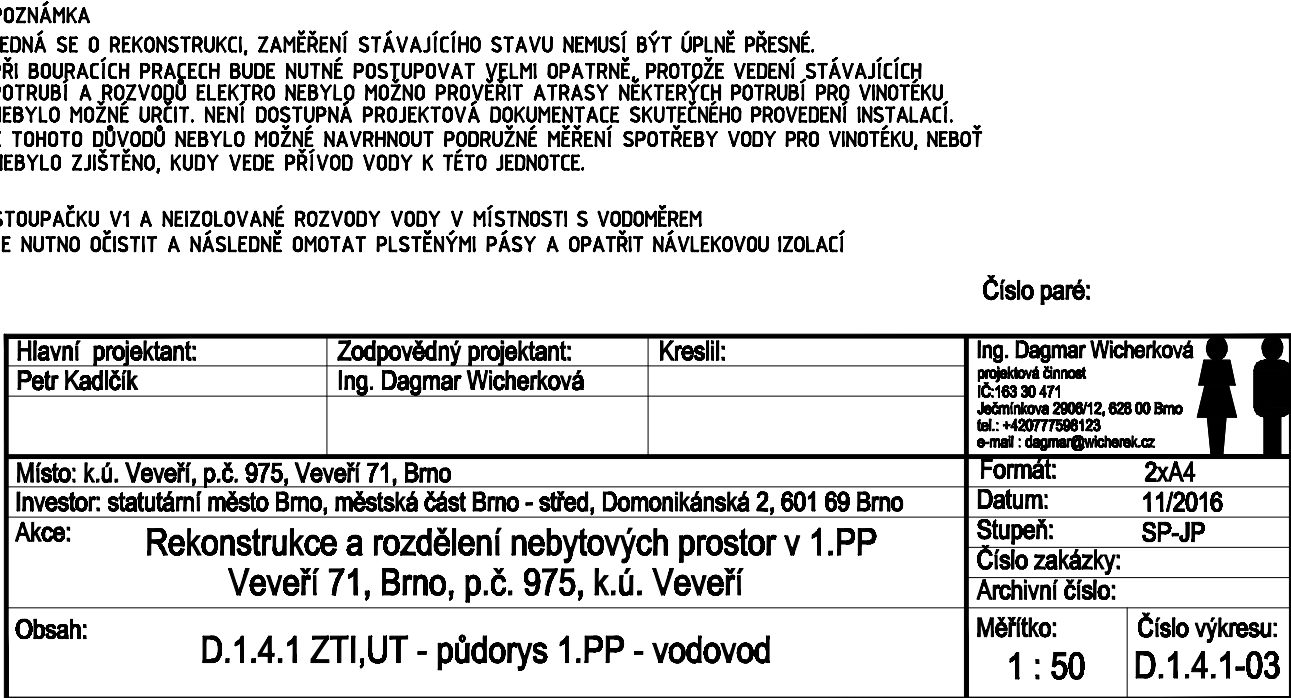 POZNÁMKA
JEDNÁ SE O REKONSTRUKCI, ZAMĚŘENÍ STÁVAJÍCÍHO STAVU NEMUSÍ BÝT ÚPLNĚ PŘESNÉ.
PŘI BOURACÍCH PRACECH BUDE NUTNÉ POSTUPOVAT VELMI OPATRNĚ, PROTOŽE VEDENÍ STÁVAJÍCÍCH
POTRUBÍ A ROZVODŮ ELEKTRO NEBYLO MOŽNO PROVĚŘIT ATRASY NĚKTERÝCH POTRUBÍ PRO VINOTÉKU
NEBYLO MOŽNÉ URČIT. NENÍ DOSTUPNÁ PROJEKTOVÁ DOKUMENTACE SKUTEČNÉHO PROVEDENÍ INSTALACÍ.
Z TOHOTO DŮVODŮ NEBYLO MOŽNÉ NAVRHNOUT PODRUŽNÉ MĚŘENÍ SPOTŘEBY VODY PRO VINOTÉKU, NEBOŤ
NEBYLO ZJIŠTĚNO, KUDY VEDE PŘÍVOD VODY K TÉTO JEDNOTCE.
STOUPAČKU V1 A NEIZOLOVANÉ ROZVODY VODY V MÍSTNOSTI S VODOMĚREM
JE NUTNO OČISTIT A NÁSLEDNĚ OMOTAT PLSTĚNÝMI PÁSY A OPATŘIT NÁVLEKOVOU IZOLACÍ
Číslo paré:
Hlavní projektant: Zodpovědný projektant: Kreslil:
Petr Kadlčík Ing. Dagmar Wicherková
Ing. Dagmar Wicherková
projektová činnost
IČ:163 30 471
Ječmínkova 2906/12, 628 00 Brno
tel.: +420777596123
e-mail : dagmar@wicherek.cz
Místo: k.ú. Veveří, p.č. 975, Veveří 71, Brno
Investor: statutární město Brno, městská část Brno - střed, Domonikánská 2, 601 69 Brno
Akce: Rekonstrukce a rozdělení nebytových prostor v 1.PP
Veveří 71, Brno, p.č. 975, k.ú. Veveří
Obsah: D.1.4.1 ZTI,UT - půdorys 1.PP - vodovod
Formát: 2xA4
Datum: 11/2016
Stupeň: SP-JP
Číslo zakázky:
Archivní číslo:
Měřítko: Číslo výkresu:
1 : 50 D.1.4.1-03